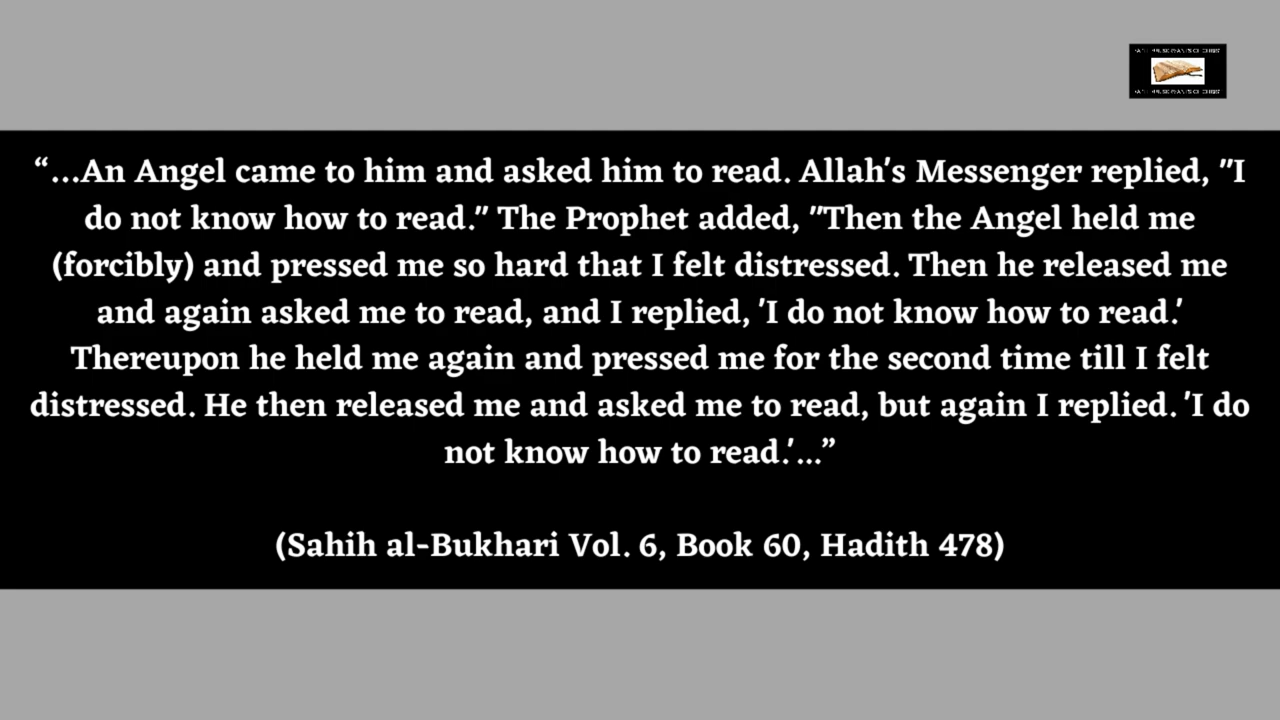 “...An Angel came to him and asked him to read. Allah's Messenger replied, "I
do not know how to read." The Prophet added, "Then the Angel held me
(forcibly) and pressed me so hard that I felt distressed. Then he released me
and again asked me to read, and I replied, 'I do not know how to read.'
Thereupon he held me again and pressed me for the second time till I felt
distressed. He then released me and asked me to read, but again I replied. 'I do
not know how to read.'...”
(Sahih al-Bukhari Vol. 6, Book 60, Hadith 478)